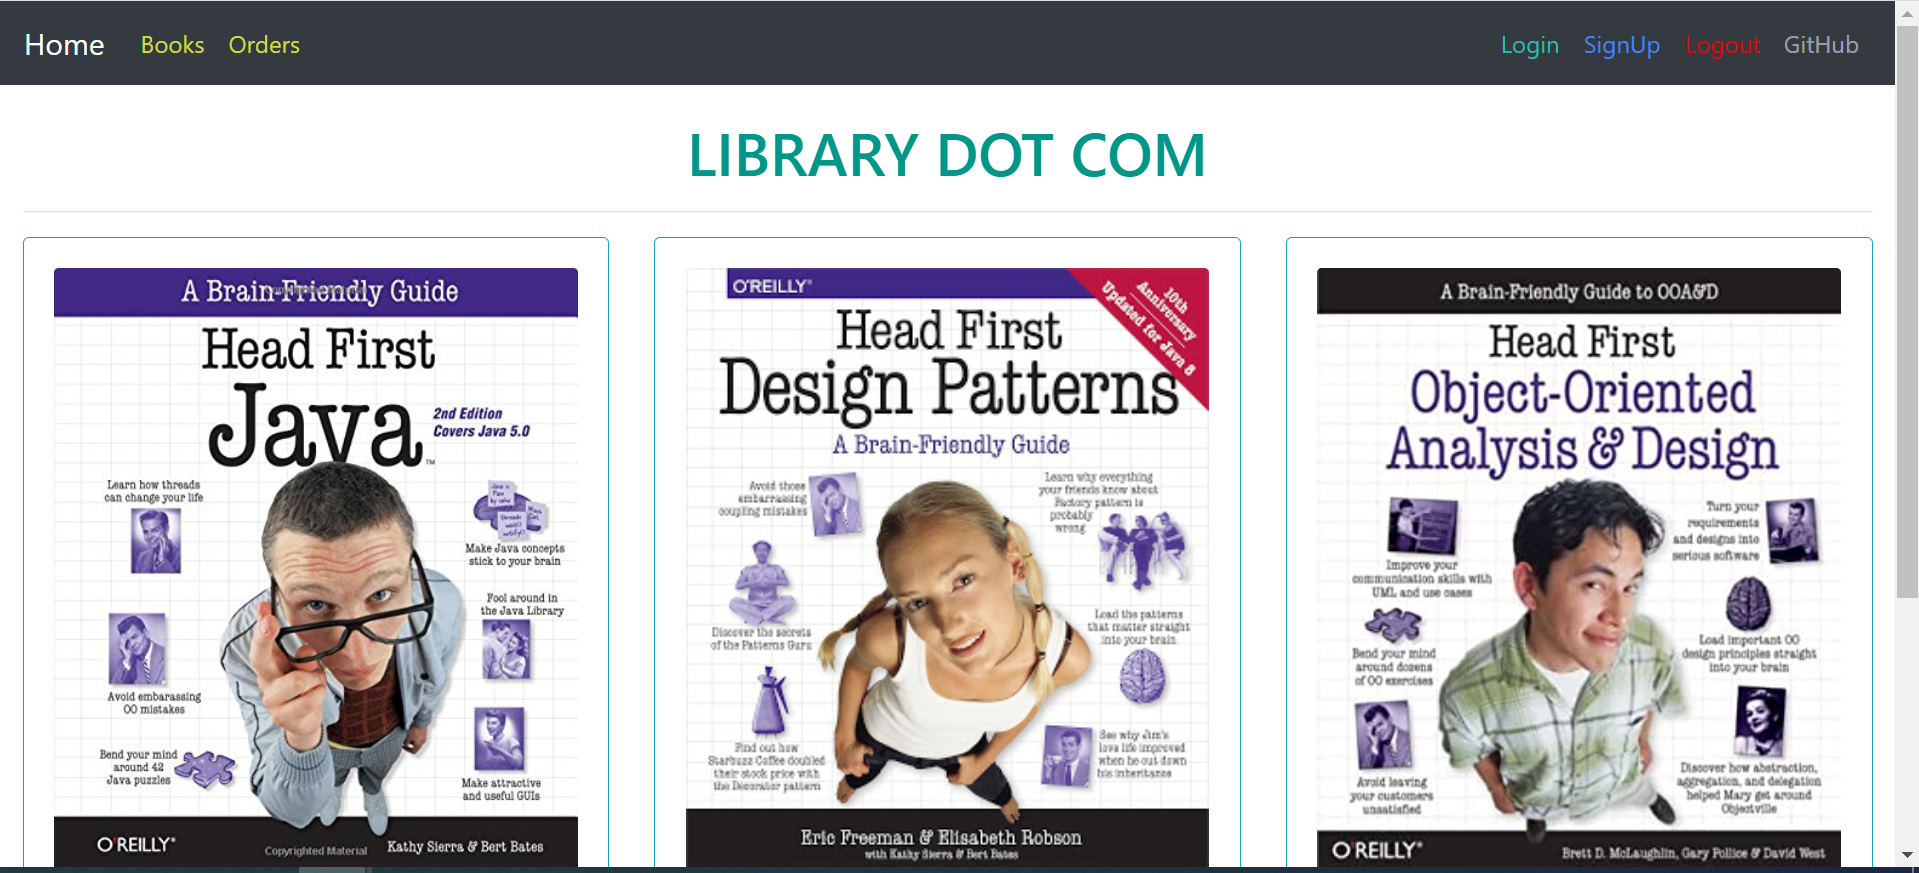 Home Books Orders Login SignUp Logout GitHub
LIBRARY DOT COM
A Brain-Friendly Guide
Head First
Java™
2nd Edition
Covers Java 5.0
Learn how threads
can change your life
Make Java concepts
stick to your brain
Fool around in
the Java Library
Avoid embarassing
OO mistakes
Bend your mind
around 42
Java puzzles
Make attractive
and useful GUIs
O'REILLY®
Copyrighted Material
Kathy Sierra & Bert Bates
O'REILLY®
10th
Anniversary
Updated for Java 8
Head First
Design Patterns
A Brain-Friendly Guide
Avoid those
embarrassing
coupling mistakes
Learn why everything
your friends know about
Factory pattern is
probably
wrong
Discover the secrets
of the Patterns Guru
Load the patterns
that matter straight
into your brain
Find out how
Starbuzz Coffee doubled
their stock price with
the Decorator pattern
See why Jim's
love life improved
when he cut down
his inheritance
Eric Freeman & Elisabeth Robson
with Kathy Sierra & Bert Bates
A Brain-Friendly Guide to OOA&D
Head First
Object-Oriented
Analysis & Design
Turn your
requirements
and designs into
serious software
Improve your
communication skills with
UML and use cases
Bend your mind
around dozens
of OO exercises
Load important OO
design principles straight
into your brain
Avoid leaving
your customers
unsatisfied
Discover how abstraction,
aggregation, and delegation
helped Mary get around
Objectville
O'REILLY®
Brett D. McLaughlin, Gary Pollice & David West